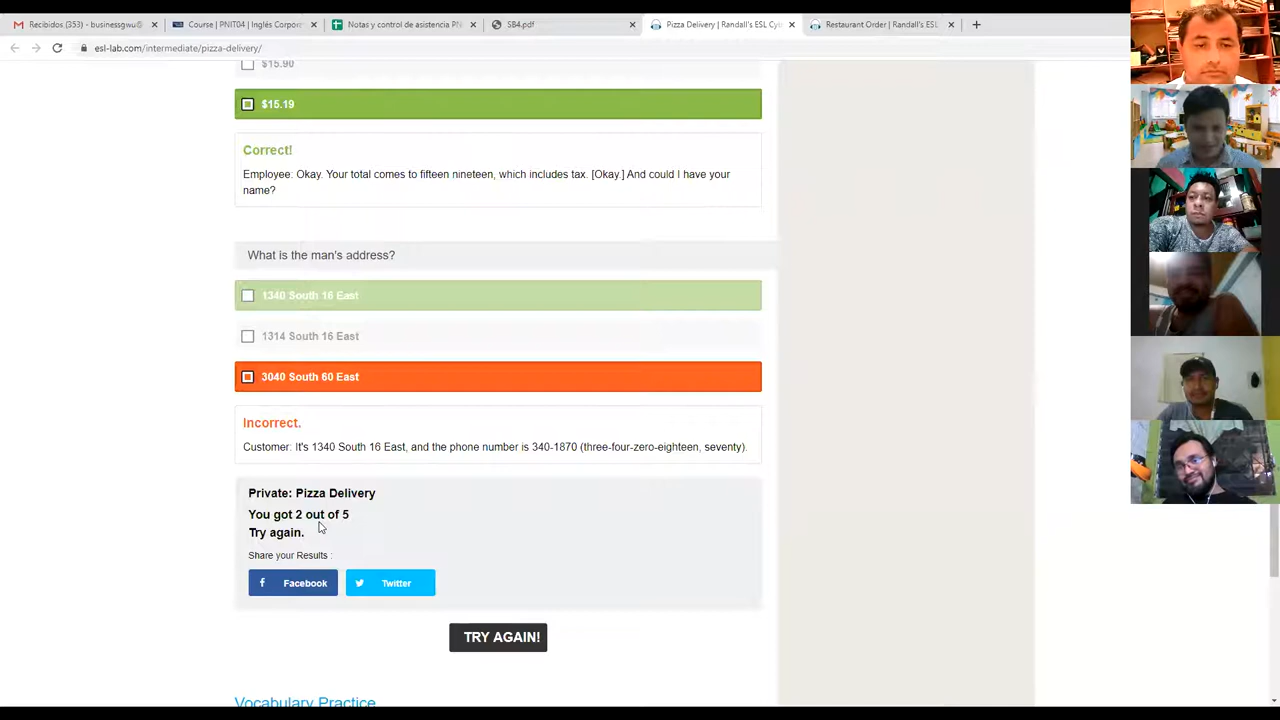 Recibidos (353) - businessgwu@
Course | PNIT04 | Inglés Corpor
Notas y control de asistencia PN
SB4.pdf
Pizza Delivery | Randall's ESL Cyb
Restaurant Order | Randall's ESL
esl-lab.com/intermediate/pizza-delivery/
$15.90
$15.19
Correct!
Employee: Okay. Your total comes to fifteen nineteen, which includes tax. [Okay.] And could I have your
name?
What is the man's address?
1340 South 16 East
1314 South 16 East
3040 South 60 East
Incorrect.
Customer: It's 1340 South 16 East, and the phone number is 340-1870 (three-four-zero-eighteen, seventy).
Private: Pizza Delivery
You got 2 out of 5
Try again.
Share your Results :
Facebook
Twitter
TRY AGAIN!
Vocabulary Practice